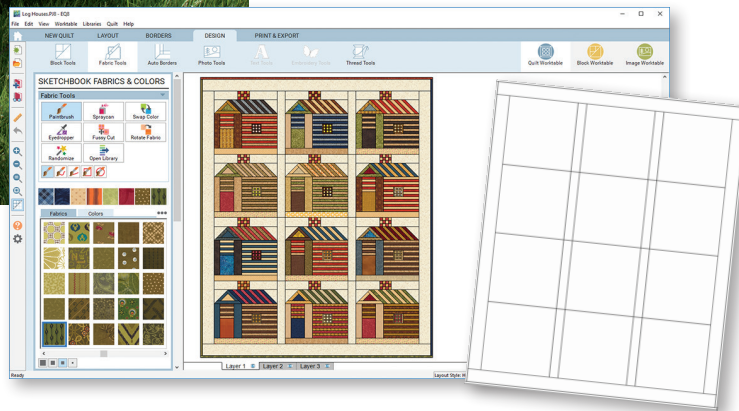 Log Houses.PJ8 - EQ8
File Edit View Worktable Libraries Quilt Help
NEW QUILT LAYOUT BORDERS DESIGN PRINT & EXPORT
Block Tools Fabric Tools Auto Borders Photo Tools Text Tools Embroidery Tools Thread Tools Quilt Worktable Block Worktable Image Worktable
SKETCHBOOK FABRICS & COLORS
Fabric Tools
Paintbrush Spraycan Swap Color
Eyedropper Fussy Cut Rotate Fabric
Randomize Open Library
Fabrics Colors
Layer 1 Layer 2 Layer 3
Ready Layout Style: H